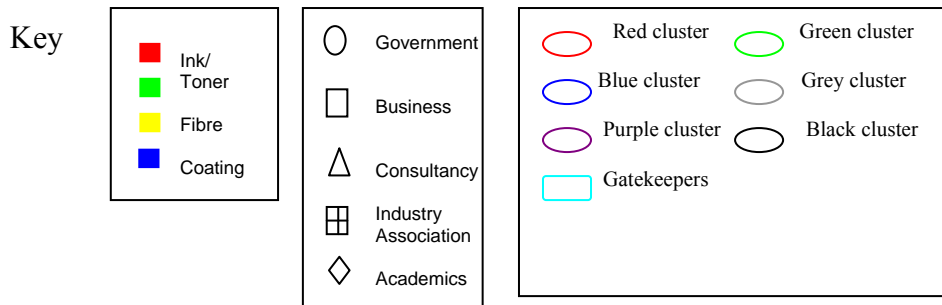 Key
Ink/
Toner
Fibre
Coating
Government
Business
Consultancy
Industry
Association
Academics
Red cluster
Green cluster
Blue cluster
Grey cluster
Purple cluster
Black cluster
Gatekeepers